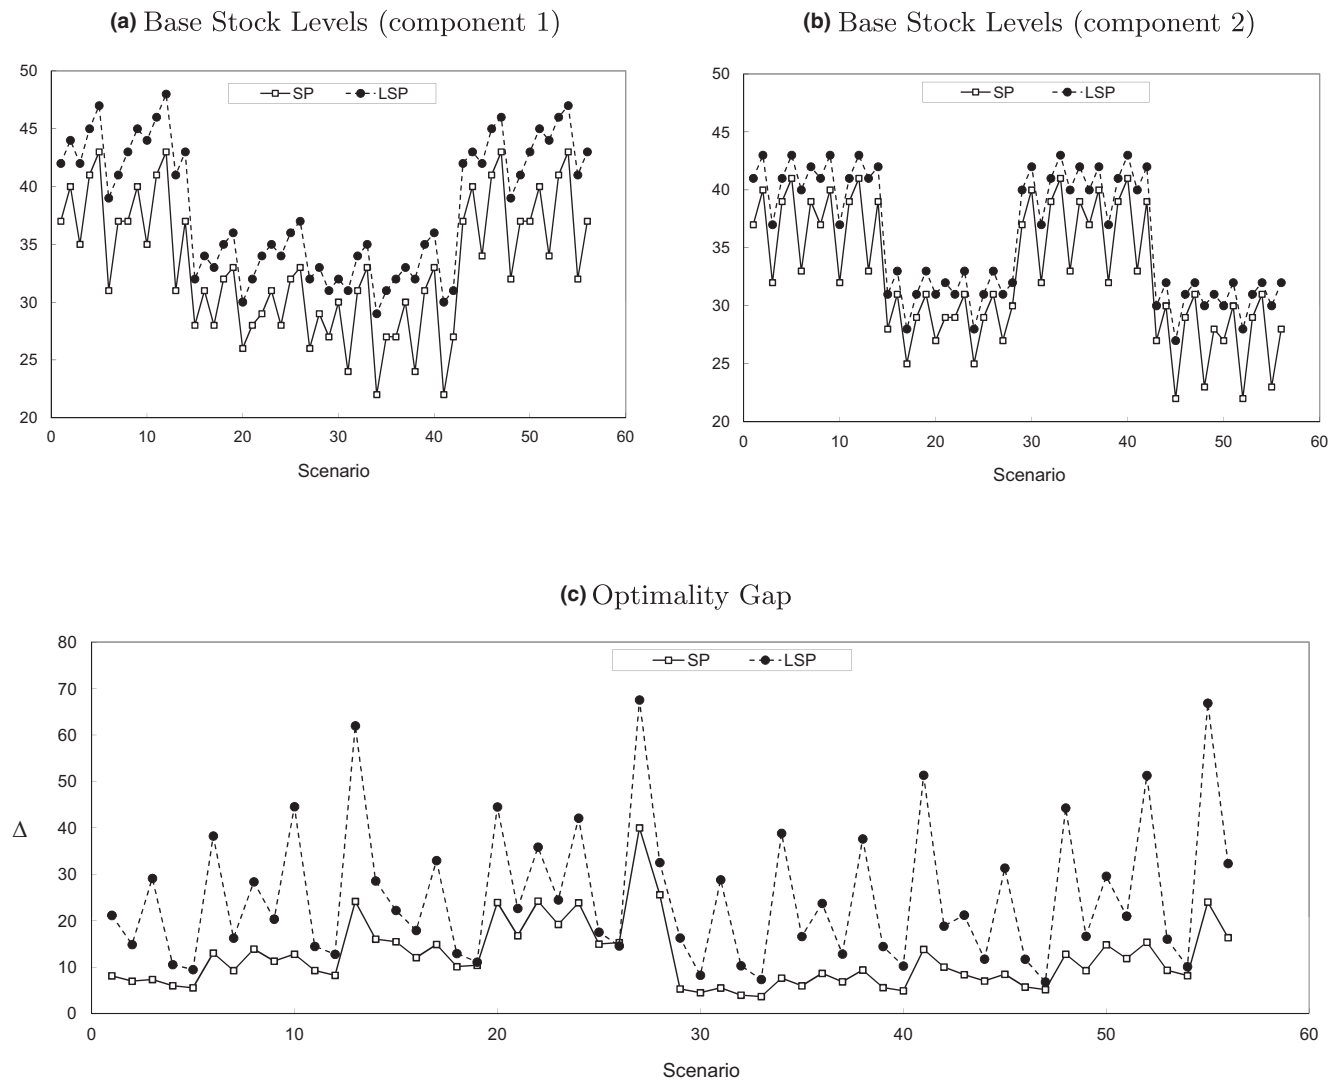 (a) Base Stock Levels (component 1)
(b) Base Stock Levels (component 2)
50
45
40
35
30
25
20
SP
LSP
0 10 20 30 40 50 60
Scenario
50
45
40
35
30
25
20
SP
LSP
0 10 20 30 40 50 60
Scenario
(c) Optimality Gap
80
70
60
50
40
30
20
10
0
Δ
SP
LSP
0 10 20 30 40 50 60
Scenario